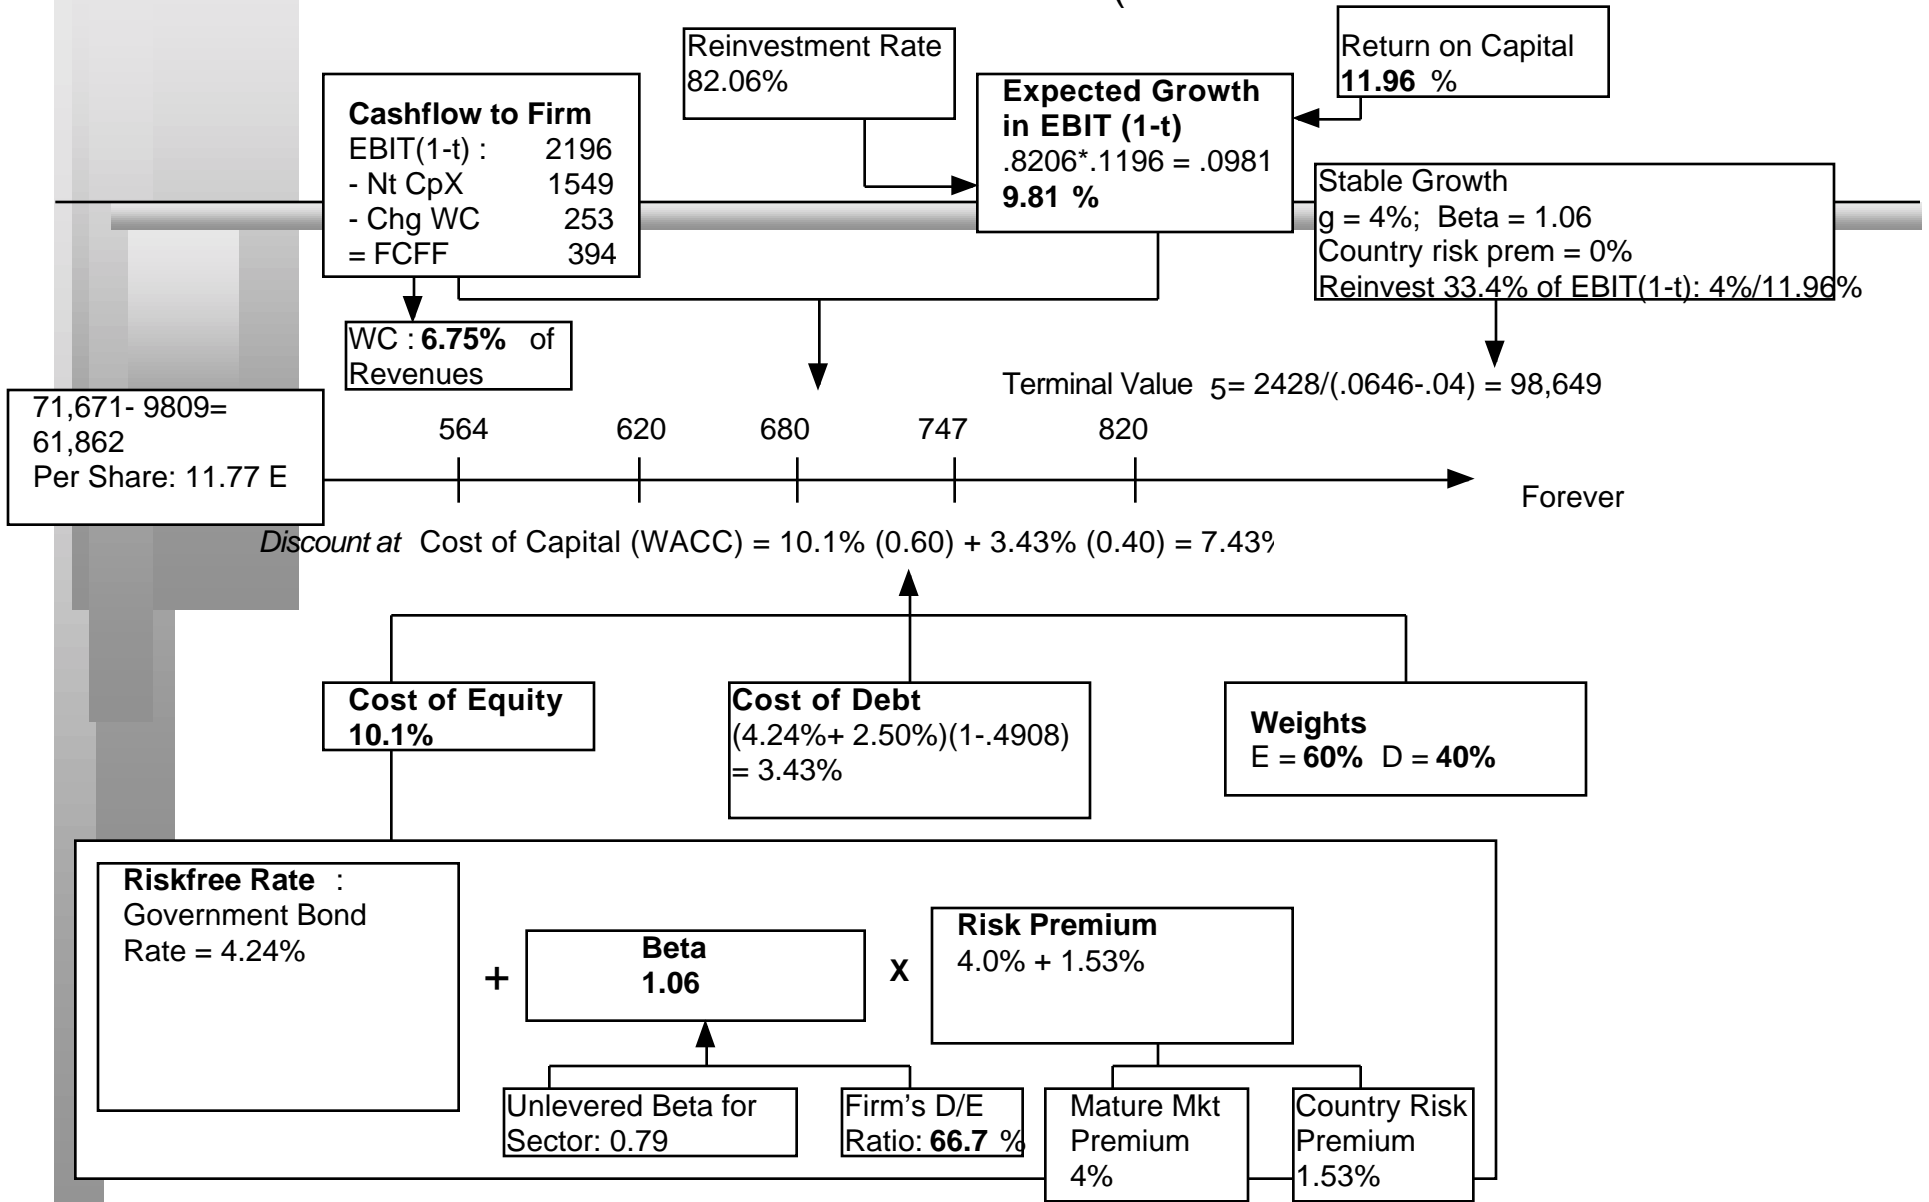 (
Reinvestment Rate
82.06%
Return on Capital
11.96 %
Cashflow to Firm
EBIT(1-t) : 2196
- Nt CpX 1549
- Chg WC 253
= FCFF 394
Expected Growth
in EBIT (1-t)
.8206*.1196 = .0981
9.81 %
Stable Growth
g = 4%; Beta = 1.06
Country risk prem = 0%
Reinvest 33.4% of EBIT(1-t): 4%/11.96%
WC : 6.75% of
Revenues
Terminal Value 5= 2428/(.0646-.04) = 98,649
71,671- 9809=
61,862
Per Share: 11.77 E
564 620 680 747 820
Forever
Discount at Cost of Capital (WACC) = 10.1% (0.60) + 3.43% (0.40) = 7.43%
Cost of Equity
10.1%
Cost of Debt
(4.24%+ 2.50%)(1-.4908)
= 3.43%
Weights
E = 60% D = 40%
Riskfree Rate :
Government Bond
Rate = 4.24%
+
Beta
1.06
X
Risk Premium
4.0% + 1.53%
Unlevered Beta for
Sector: 0.79
Firm's D/E
Ratio: 66.7 %
Mature Mkt
Premium
4%
Country Risk
Premium
1.53%